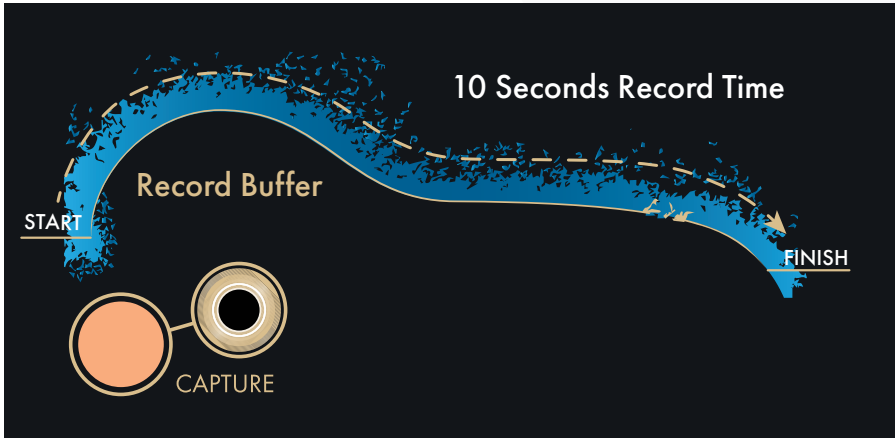 10 Seconds Record Time
Record Buffer
START
FINISH
CAPTURE